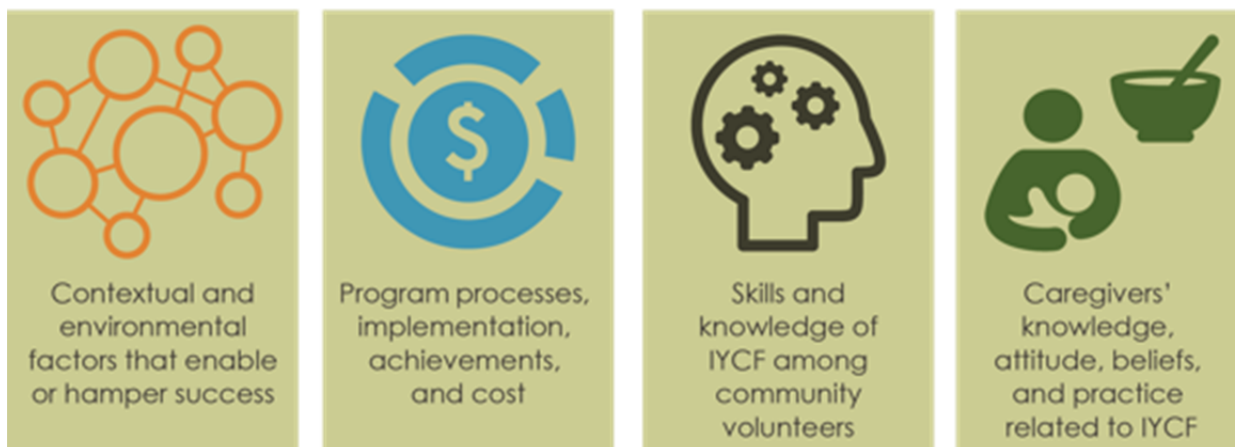 $
Contextual and
environmental
factors that enable
or hamper success
Program processes,
implementation,
achievements,
and cost
Skills and
knowledge of
IYCF among
community
volunteers
Caregivers'
knowledge,
attitude, beliefs,
and practice
related to IYCF